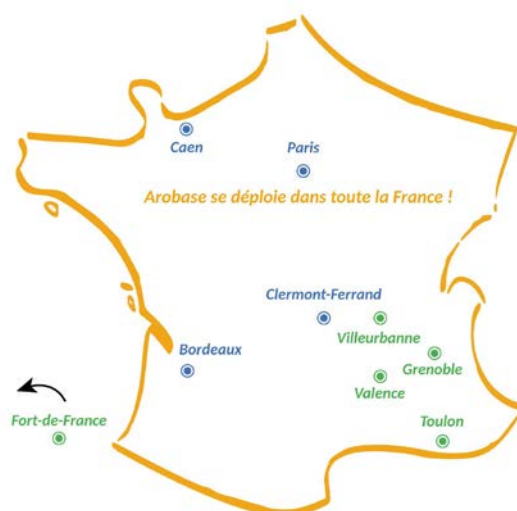 Caen
Paris
Arobase se déploie dans toute la France !
Clermont-Ferrand
Villeurbanne
Bordeaux
Grenoble
Valence
Fort-de-France
Toulon